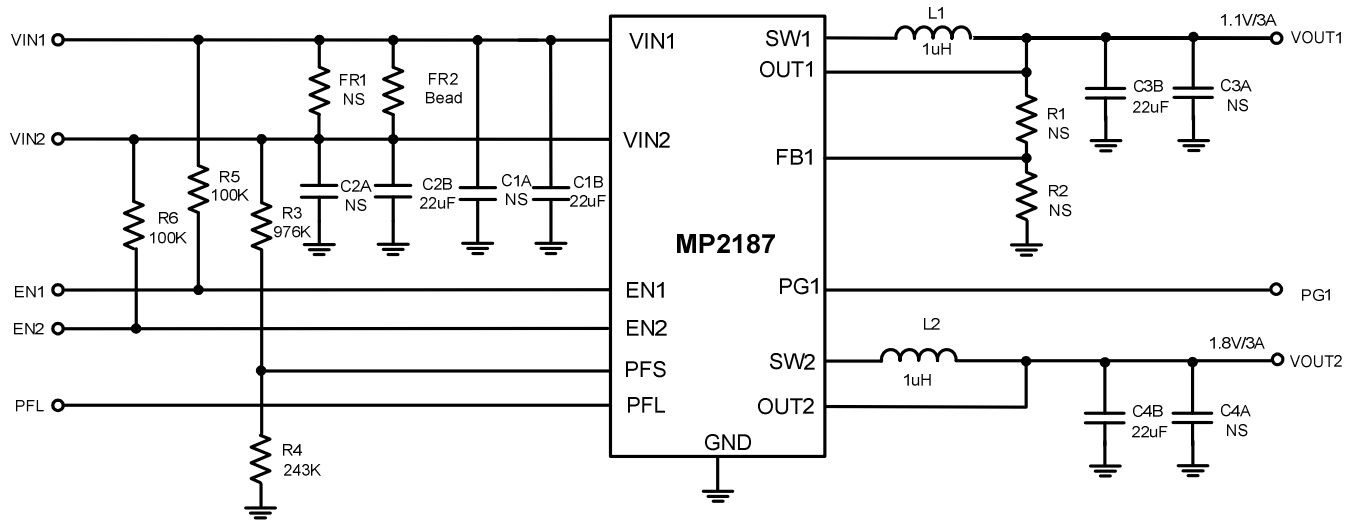 VIN1
VIN2
EN1
EN2
PFL
R6
100K
R5
100K
R3
976K
R4
243K
FR1
NS
FR2
Bead
C2A
NS
C2B
22uF
C1A
NS
C1B
22uF
VIN1
VIN2
EN1
EN2
PFS
PFL
MP2187
GND
SW1
OUT1
FB1
PG1
SW2
OUT2
L1
1uH
1.1V/3A
VOUT1
R1
NS
R2
NS
C3B
22uF
C3A
NS
PG1
L2
1uH
1.8V/3A
VOUT2
C4B
22uF
C4A
NS